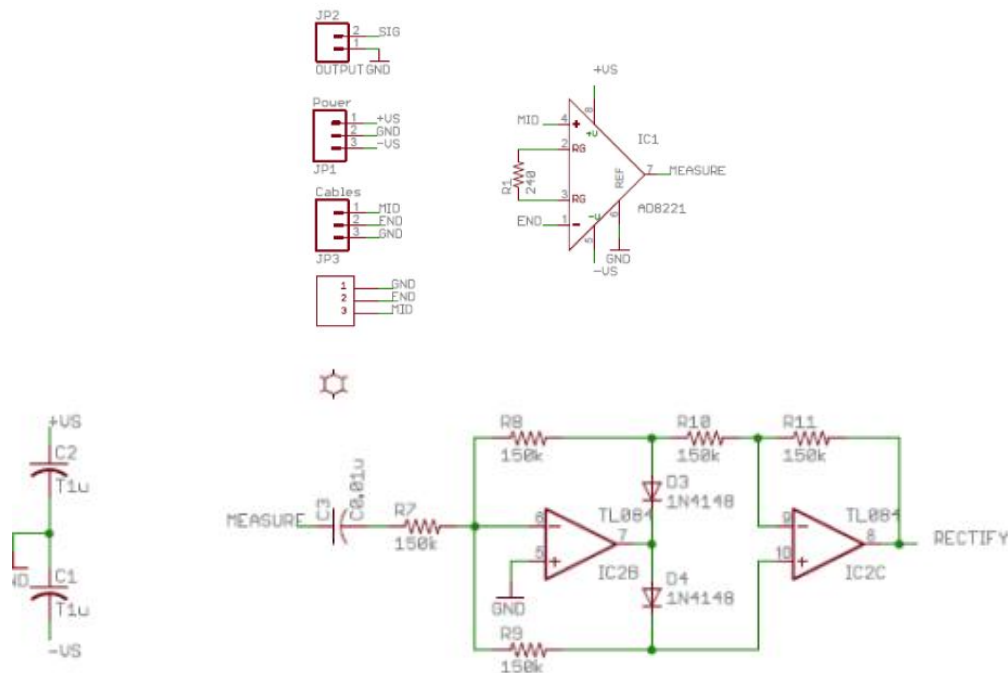 JP2
2 SIG
1
OUTPUT GND
Power
1 +VS
2 GND
3 -VS
JP1
Cables
1 MID
2 END
3 GND
JP3
1 GND
2 END
3 MID
+VS
8
MID 4 + +V IC1
2 RG
R1 240
7 MEASURE
3 RG REF
AD8221
END 1 - -V 6
5
GND
-VS
+VS
C2
T1u
C1
T1u
-VS
R8
150k
R10
150k
R11
150k
MEASURE C3 C0.01u R7
150k
D3
1N4148
6 - TL084
7
5 + IC2B
GND
D4
1N4148
R9
150k
9 - TL084
8 RECTIFY
10 + IC2C